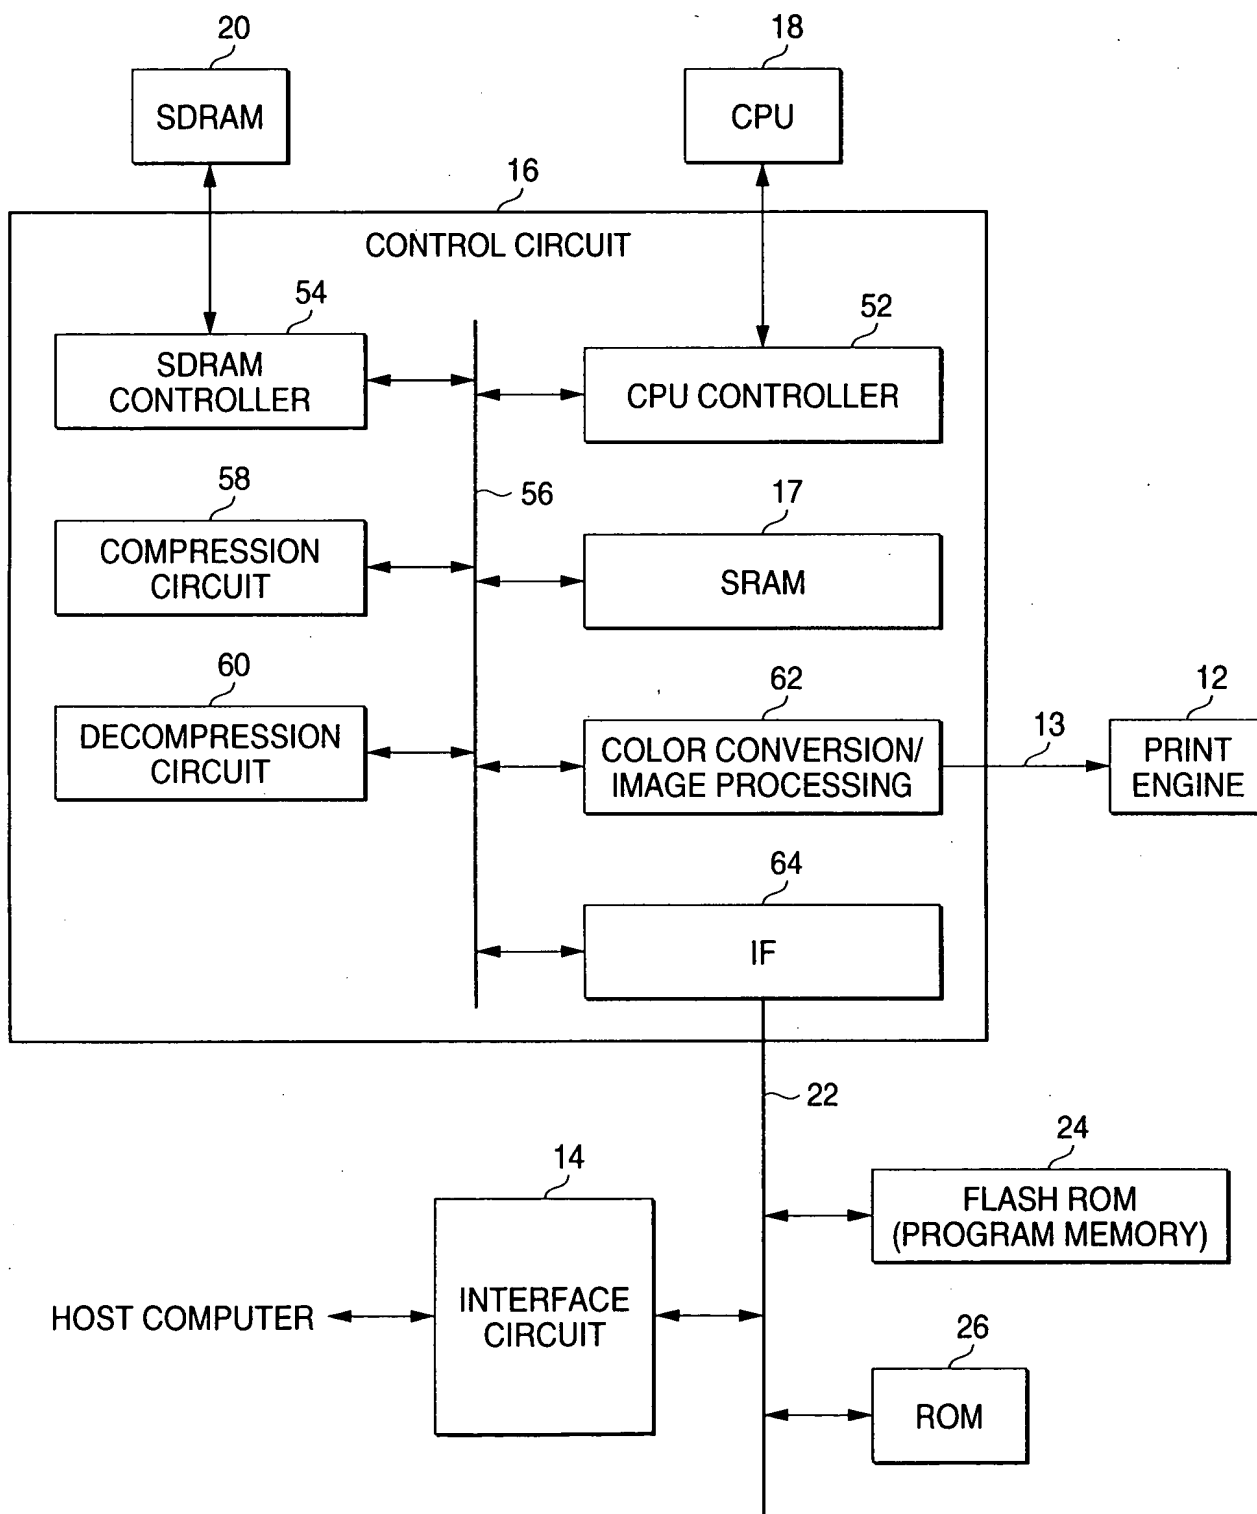 20
18
SDRAM
CPU
16
CONTROL CIRCUIT
54
52
SDRAM
CONTROLLER
CPU CONTROLLER
58
56
17
COMPRESSION
CIRCUIT
SRAM
60
62
12
DECOMPRESSION
CIRCUIT
COLOR CONVERSION/
IMAGE PROCESSING
13
PRINT
ENGINE
64
IF
22
14
24
FLASH ROM
(PROGRAM MEMORY)
HOST COMPUTER
INTERFACE
CIRCUIT
26
ROM